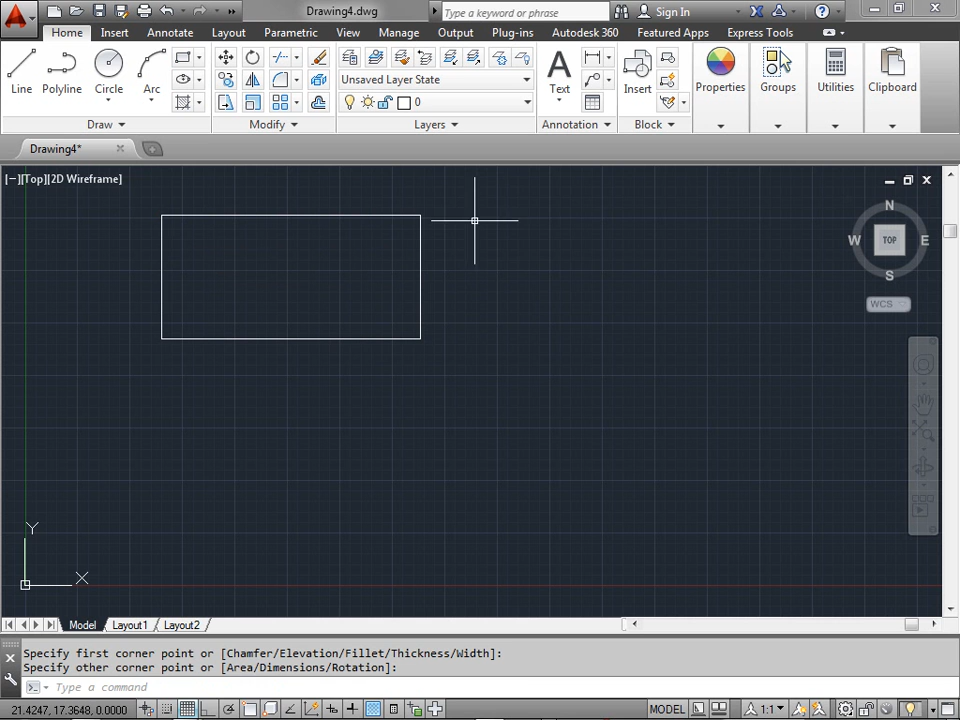 Drawing4.dwg
Type a keyword or phrase
Sign In
Home Insert Annotate Layout Parametric View Manage Output Plug-ins Autodesk 360 Featured Apps Express Tools
Line Polyline Circle Arc
Unsaved Layer State
0
Text
Insert
Properties
Groups
Utilities
Clipboard
Draw Modify Layers Annotation Block
Drawing4*
[−][Top][2D Wireframe]
N
W TOP E
S
WCS
Y
X
Model Layout1 Layout2
Specify first corner point or [Chamfer/Elevation/Fillet/Thickness/Width]:
Specify other corner point or [Area/Dimensions/Rotation]:
Type a command
21.4247, 17.3648, 0.0000 MODEL 1:1